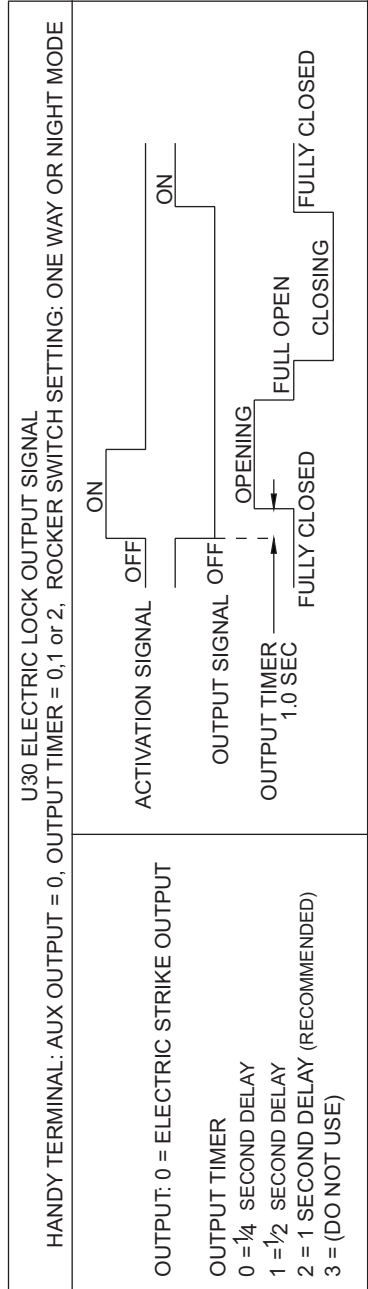 U30 ELECTRIC LOCK OUTPUT SIGNAL
HANDY TERMINAL: AUX OUTPUT = 0, OUTPUT TIMER = 0,1 or 2, ROCKER SWITCH SETTING: ONE WAY OR NIGHT MODE
OUTPUT: 0 = ELECTRIC STRIKE OUTPUT
OUTPUT TIMER
0 = 1⁄4 SECOND DELAY
1 = 1⁄2 SECOND DELAY
2 = 1 SECOND DELAY (RECOMMENDED)
3 = (DO NOT USE)
ON
OFF
ACTIVATION SIGNAL
ON
OFF
OUTPUT SIGNAL
OPENING
FULL OPEN
OUTPUT TIMER
1.0 SEC
FULLY CLOSED
CLOSING
FULLY CLOSED